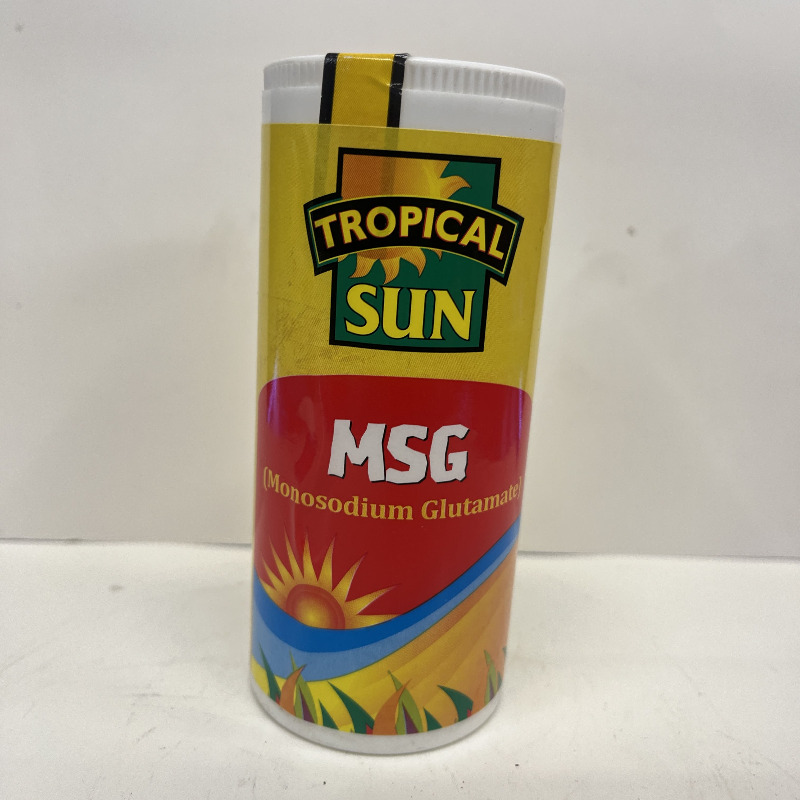 TROPICAL
SUN
MSG
(Monosodium Glutamate)